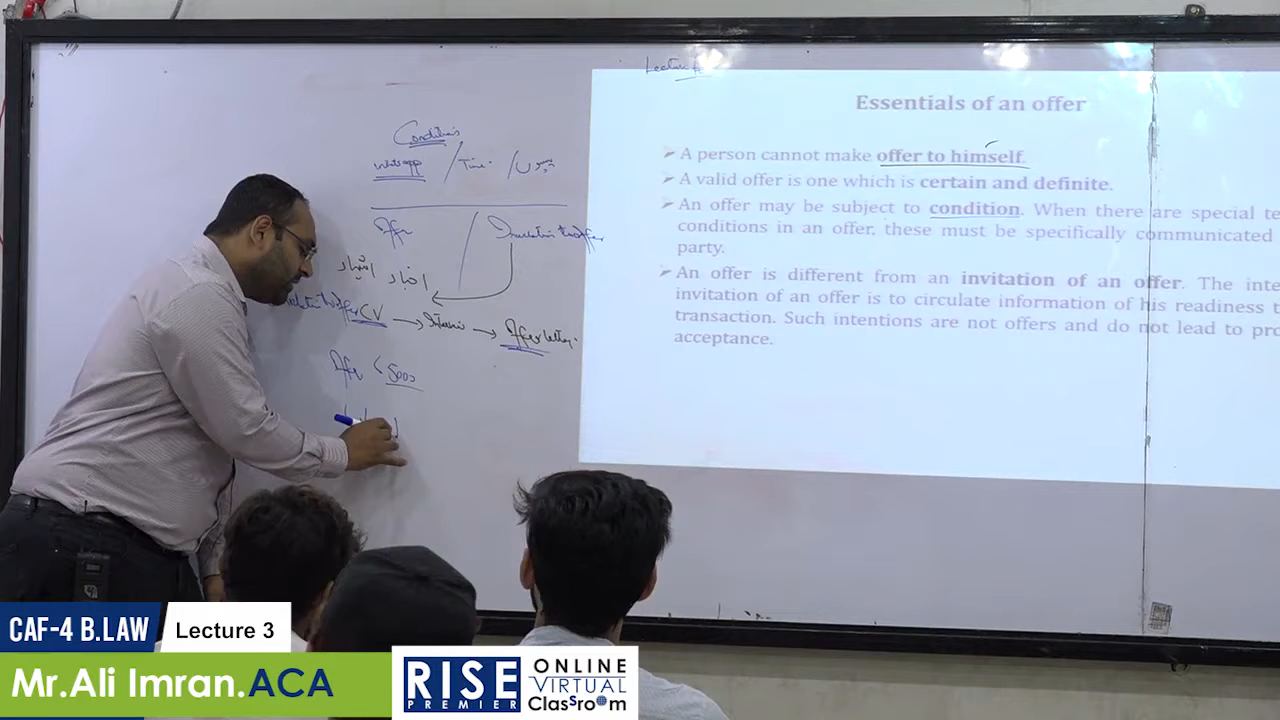 Lecture
Essentials of an offer
➢ A person cannot make offer to himself.
➢ A valid offer is one which is certain and definite.
➢ An offer may be subject to condition. When there are special te
conditions in an offer, these must be specifically communicated
party.
➢ An offer is different from an invitation of an offer. The inte
invitation of an offer is to circulate information of his readiness t
transaction. Such intentions are not offers and do not lead to pro
acceptance.
Conditions
Whatsapp / Time /
Offer / Invitation to offer
اخبار اشتہار
CV → → Offer letter.
Offer 5000
CAF-4 B.LAW Lecture 3
Mr.Ali Imran.ACA
RISE
PREMIER
ONLINE
VIRTUAL
ClasSroom